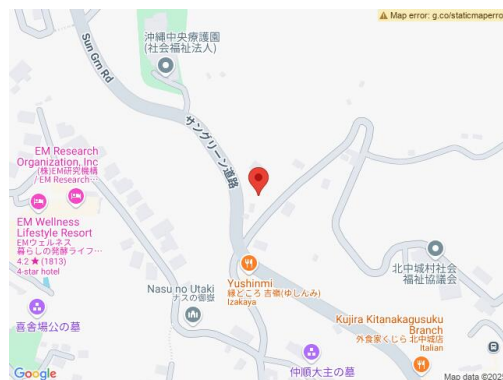 Map error: g.co/staticmaperro
沖縄中央療護園
(社会福祉法人)
Sun Grn Rd
サングリーン道路
EM Research
Organization, Inc
(株)EM研究機構
/ EM Research…
EM Wellness
Lifestyle Resort
EMウェルネス
暮らしの発酵ライフ…
4.2 ★ (1813)
4-star hotel
喜舎場公の墓
Nasu no Utaki
ナスの御嶽
Yushinmi
縁どころ 吉嶺(ゆしんみ)
Izakaya
北中城村社会
福祉協議会
Kujira Kitanakagusuku
Branch
外食家くじら 北中城店
Italian
仲順大主の墓
Google
Map data ©202